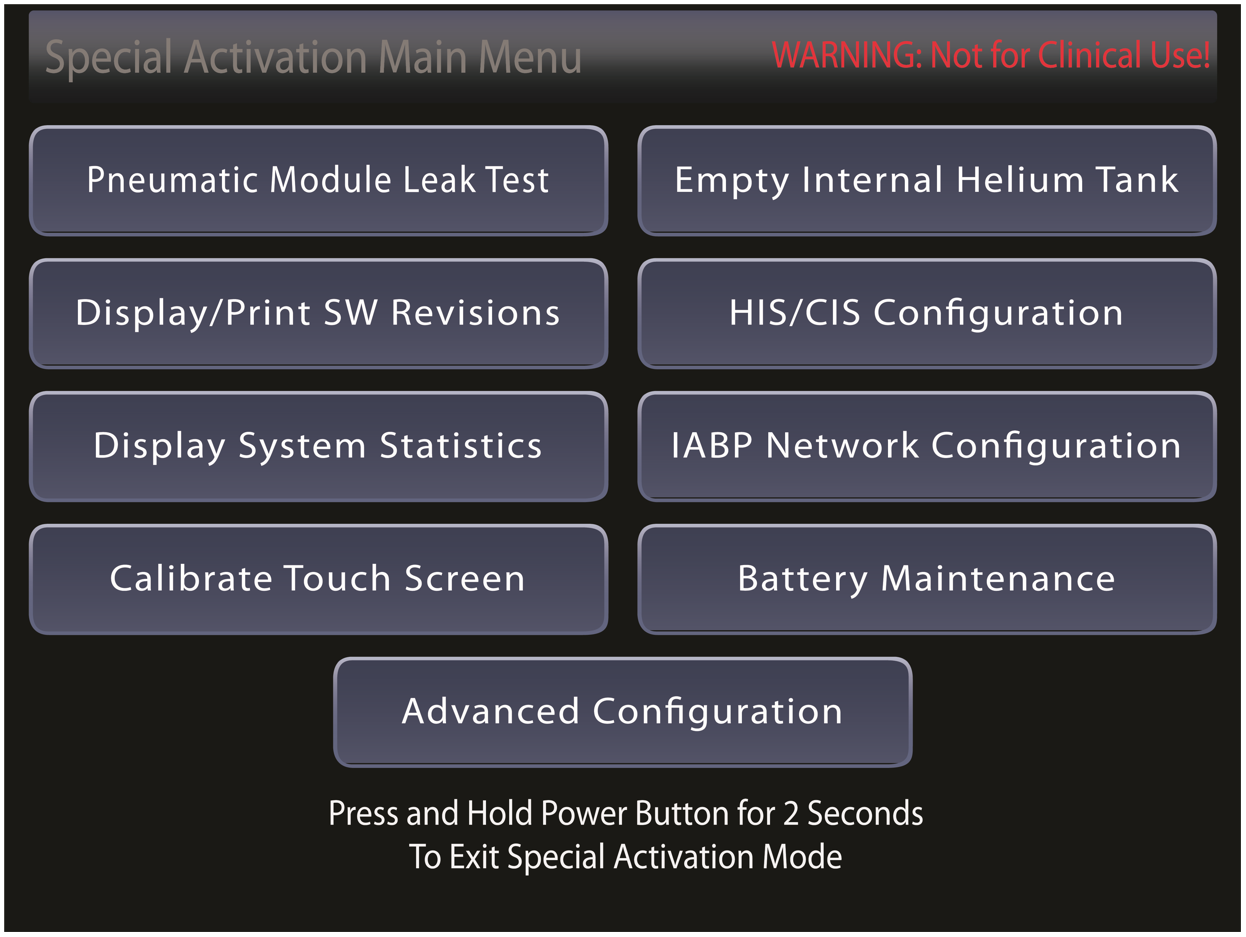 Special Activation Main Menu
WARNING: Not for Clinical Use!
Pneumatic Module Leak Test
Empty Internal Helium Tank
Display/Print SW Revisions
HIS/CIS Configuration
Display System Statistics
IABP Network Configuration
Calibrate Touch Screen
Battery Maintenance
Advanced Configuration
Press and Hold Power Button for 2 Seconds
To Exit Special Activation Mode